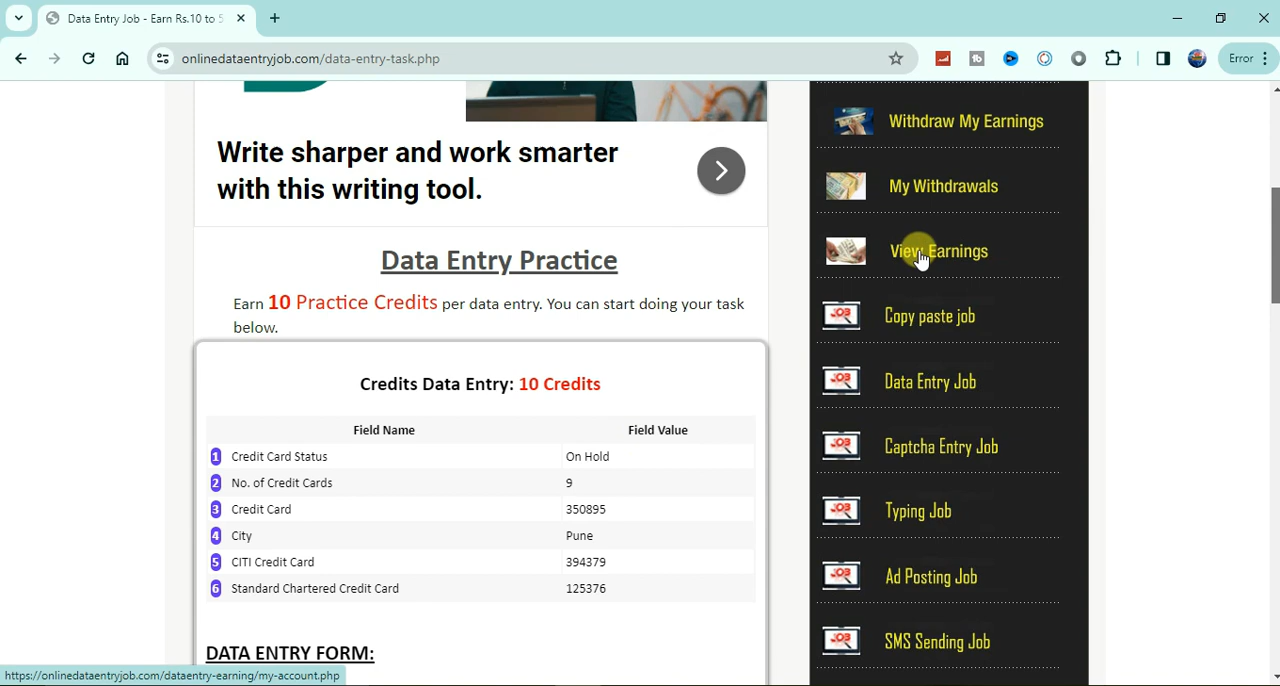 Data Entry Job - Earn Rs.10 to 5
onlinedataentryjob.com/data-entry-task.php
Error
Write sharper and work smarter
with this writing tool.
Data Entry Practice
Earn 10 Practice Credits per data entry. You can start doing your task
below.
Credits Data Entry: 10 Credits
Field Name Field Value
1 Credit Card Status On Hold
2 No. of Credit Cards 9
3 Credit Card 350895
4 City Pune
5 CITI Credit Card 394379
6 Standard Chartered Credit Card 125376
DATA ENTRY FORM:
Withdraw My Earnings
My Withdrawals
View Earnings
JOB Copy paste job
JOB Data Entry Job
JOB Captcha Entry Job
JOB Typing Job
JOB Ad Posting Job
JOB SMS Sending Job
https://onlinedataentryjob.com/dataentry-earning/my-account.php